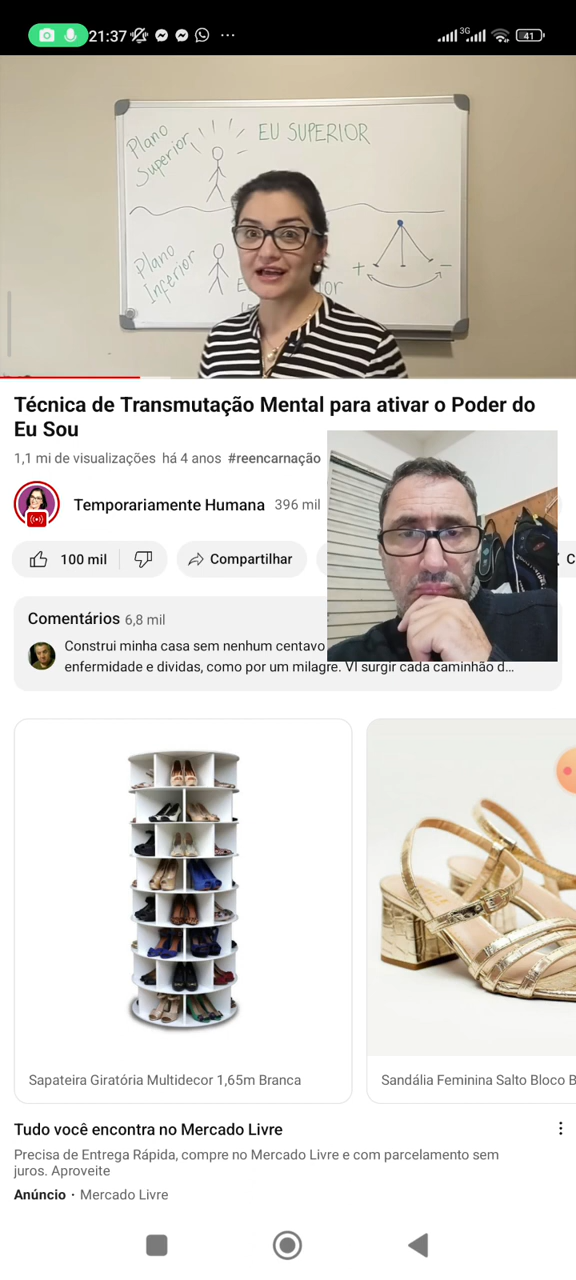 21:37
3G
41
Plano
Superior
EU SUPERIOR
Plano
Inferior
+
−
Técnica de Transmutação Mental para ativar o Poder do
Eu Sou
1,1 mi de visualizações há 4 anos #reencarnação
Temporariamente Humana 396 mil
100 mil
Compartilhar
C
Comentários 6,8 mil
Construi minha casa sem nenhum centavo
enfermidade e dividas, como por um milagre. VI surgir cada caminhão d...
Sapateira Giratória Multidecor 1,65m Branca
Sandália Feminina Salto Bloco B
Tudo você encontra no Mercado Livre
Precisa de Entrega Rápida, compre no Mercado Livre e com parcelamento sem
juros. Aproveite
Anúncio · Mercado Livre